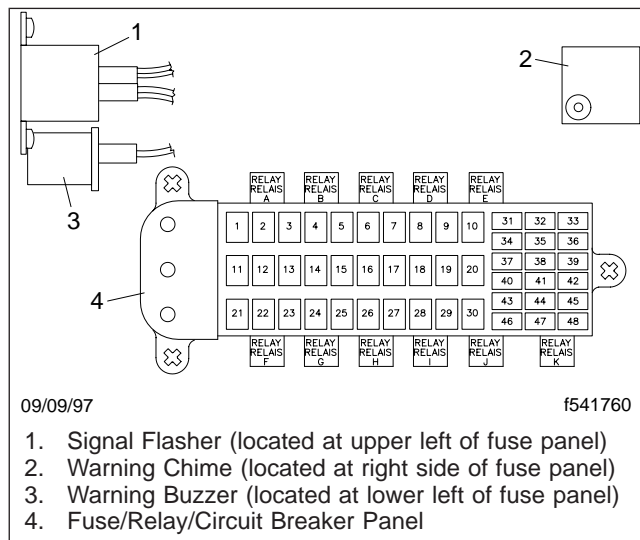 1
2
3
4
RELAY RELAIS A
RELAY RELAIS B
RELAY RELAIS C
RELAY RELAIS D
RELAY RELAIS E
1 2 3 4 5 6 7 8 9 10 31 32 33
34 35 36
11 12 13 14 15 16 17 18 19 20 37 38 39
40 41 42
21 22 23 24 25 26 27 28 29 30 43 44 45
46 47 48
RELAY RELAIS F
RELAY RELAIS G
RELAY RELAIS H
RELAY RELAIS I
RELAY RELAIS J
RELAY RELAIS K
09/09/97 f541760
1. Signal Flasher (located at upper left of fuse panel)
2. Warning Chime (located at right side of fuse panel)
3. Warning Buzzer (located at lower left of fuse panel)
4. Fuse/Relay/Circuit Breaker Panel